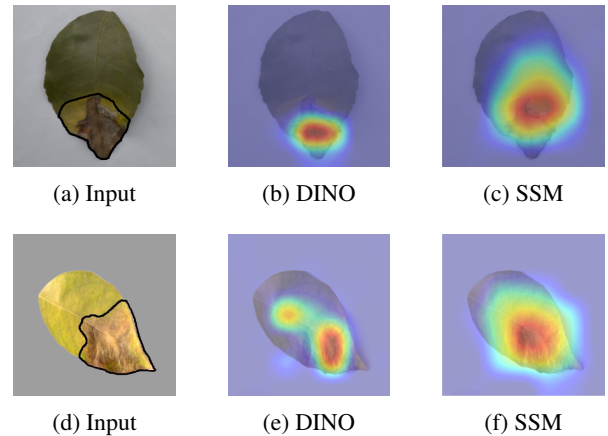 (a) Input
(b) DINO
(c) SSM
(d) Input
(e) DINO
(f) SSM